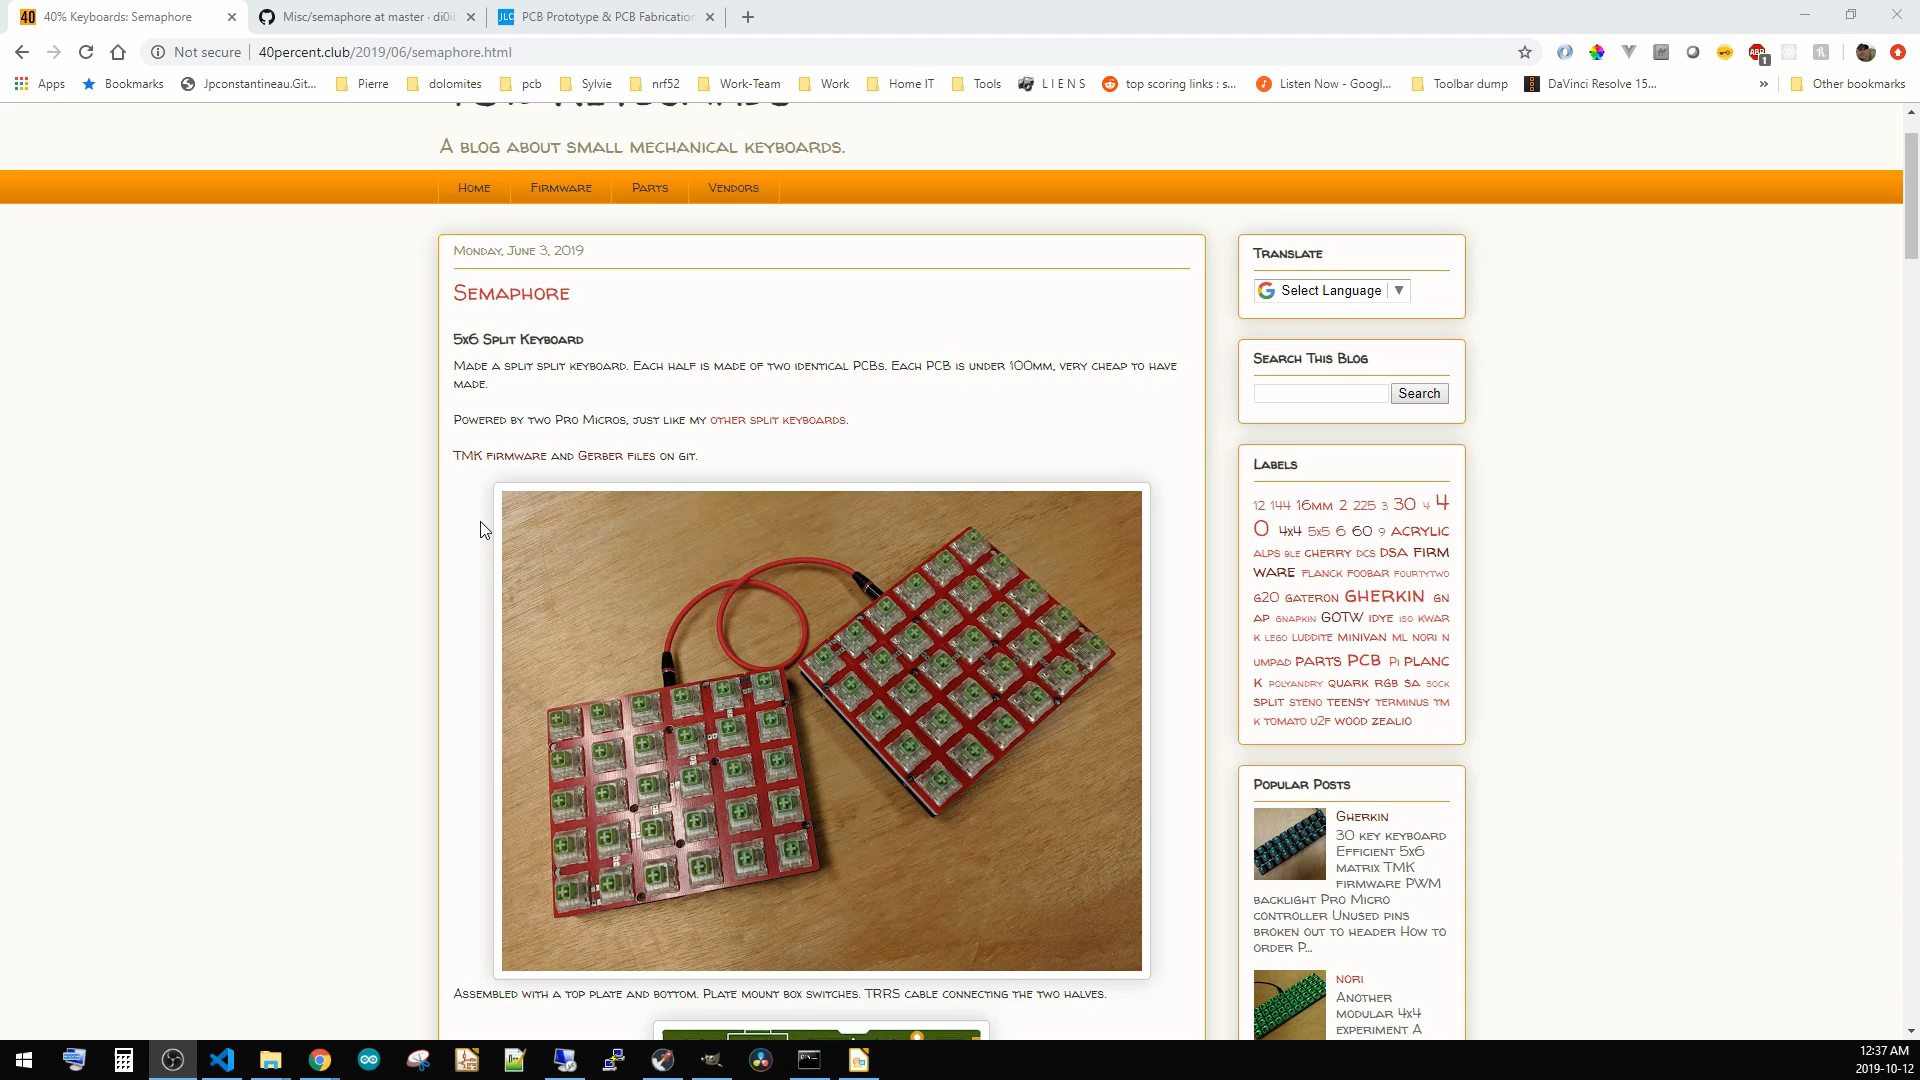 40% Keyboards: Semaphore
Misc/semaphore at master · di0ib
PCB Prototype & PCB Fabrication
Not secure
40percent.club/2019/06/semaphore.html
Apps
Bookmarks
Jpconstantineau.Git...
Pierre
dolomites
pcb
Sylvie
nrf52
Work-Team
Work
Home IT
Tools
L I E N S
top scoring links : s...
Listen Now - Googl...
Toolbar dump
DaVinci Resolve 15...
»
Other bookmarks
A blog about small mechanical keyboards.
Home
Firmware
Parts
Vendors
Monday, June 3, 2019
Semaphore
5x6 Split Keyboard
Made a split split keyboard. Each half is made of two identical PCBs. Each PCB is under 100mm, very cheap to have
made.
Powered by two Pro Micros, just like my other split keyboards.
TMK firmware and Gerber files on git.
Assembled with a top plate and bottom. Plate mount box switches. TRRS cable connecting the two halves.
Translate
Select Language
Search This Blog
Search
Labels
12 144 16mm 2 225 3 30 4 4
0 4x4 5x5 6 60 9 acrylic
alps ble cherry dcs DSA firm
ware flanck foobar fourtytwo
g20 gateron gherkin gn
ap gnapkin GOTW idye iso kwar
k lego luddite minivan ml nori n
umpad parts pcb Pi planc
k polyandry quark rgb sa sock
split steno teensy terminus tm
k tomato u2f wood zealio
Popular Posts
Gherkin
30 key keyboard
Efficient 5x6
matrix TMK
firmware PWM
backlight Pro Micro
controller Unused pins
broken out to header How to
order P...
nori
Another
modular 4x4
experiment A
12:37 AM
2019-10-12